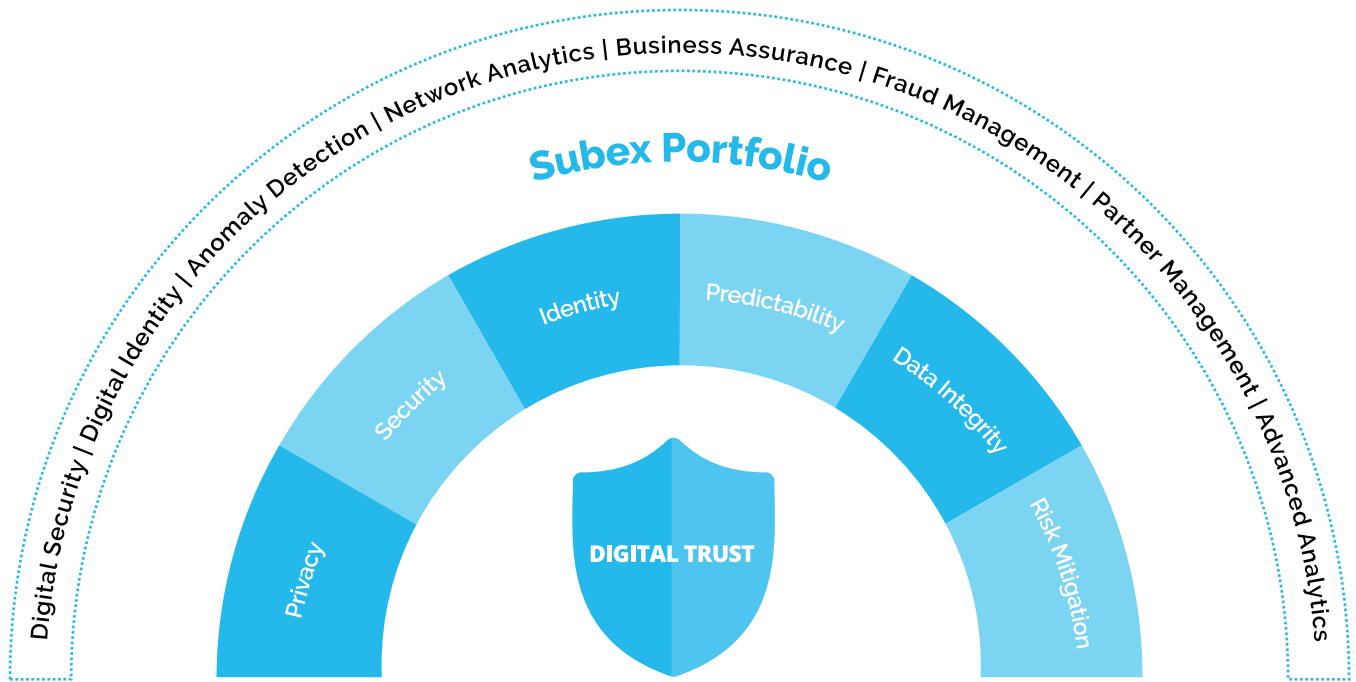 Digital Security | Digital Identity | Anomaly Detection | Network Analytics | Business Assurance | Fraud Management | Partner Management | Advanced Analytics
Subex Portfolio
Privacy
Security
Identity
Predictability
Data Integrity
Risk Mitigation
DIGITAL TRUST